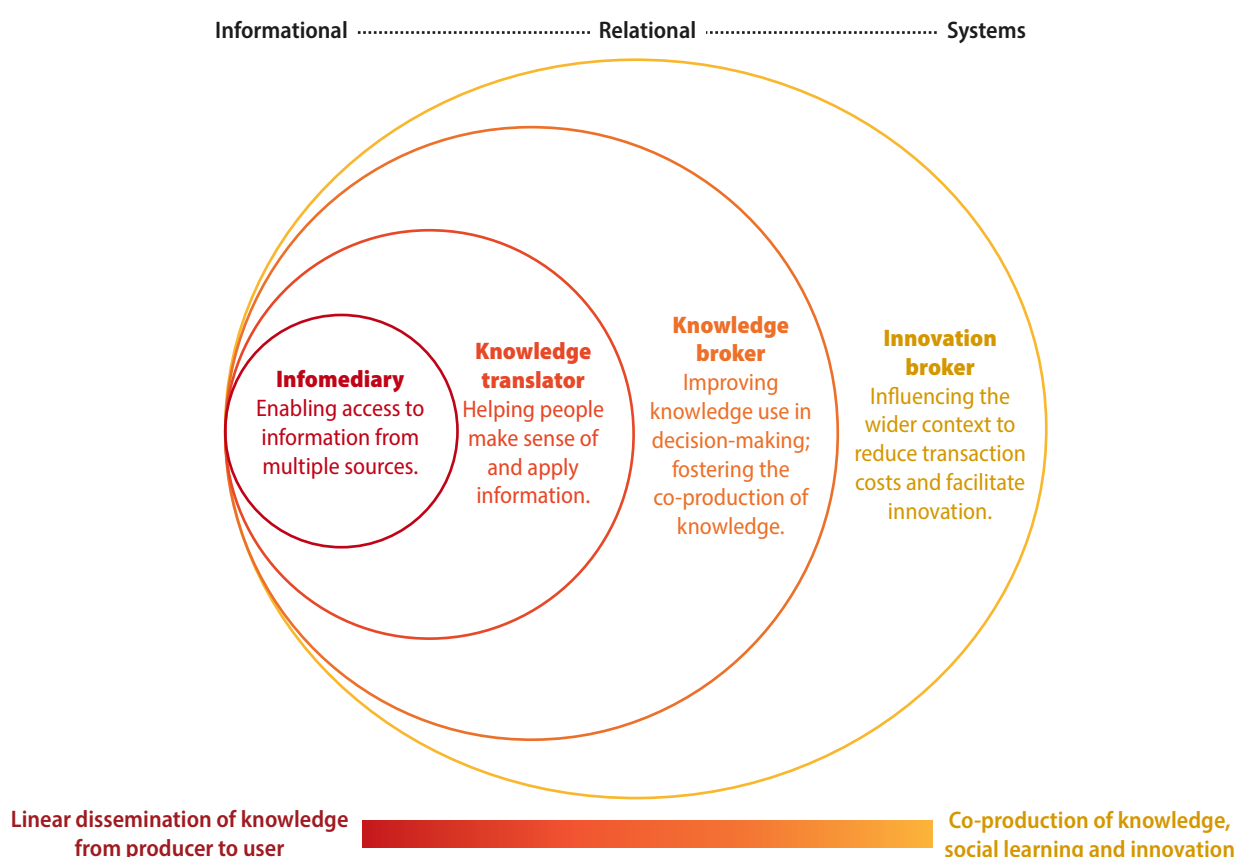 Informational Relational Systems
Infomediary
Enabling access to
information from
multiple sources.
Knowledge
translator
Helping people
make sense of
and apply
information.
Knowledge
broker
Improving
knowledge use in
decision-making;
fostering the
co-production of
knowledge.
Innovation
broker
Influencing the
wider context to
reduce transaction
costs and facilitate
innovation.
Linear dissemination of knowledge
from producer to user
Co-production of knowledge,
social learning and innovation